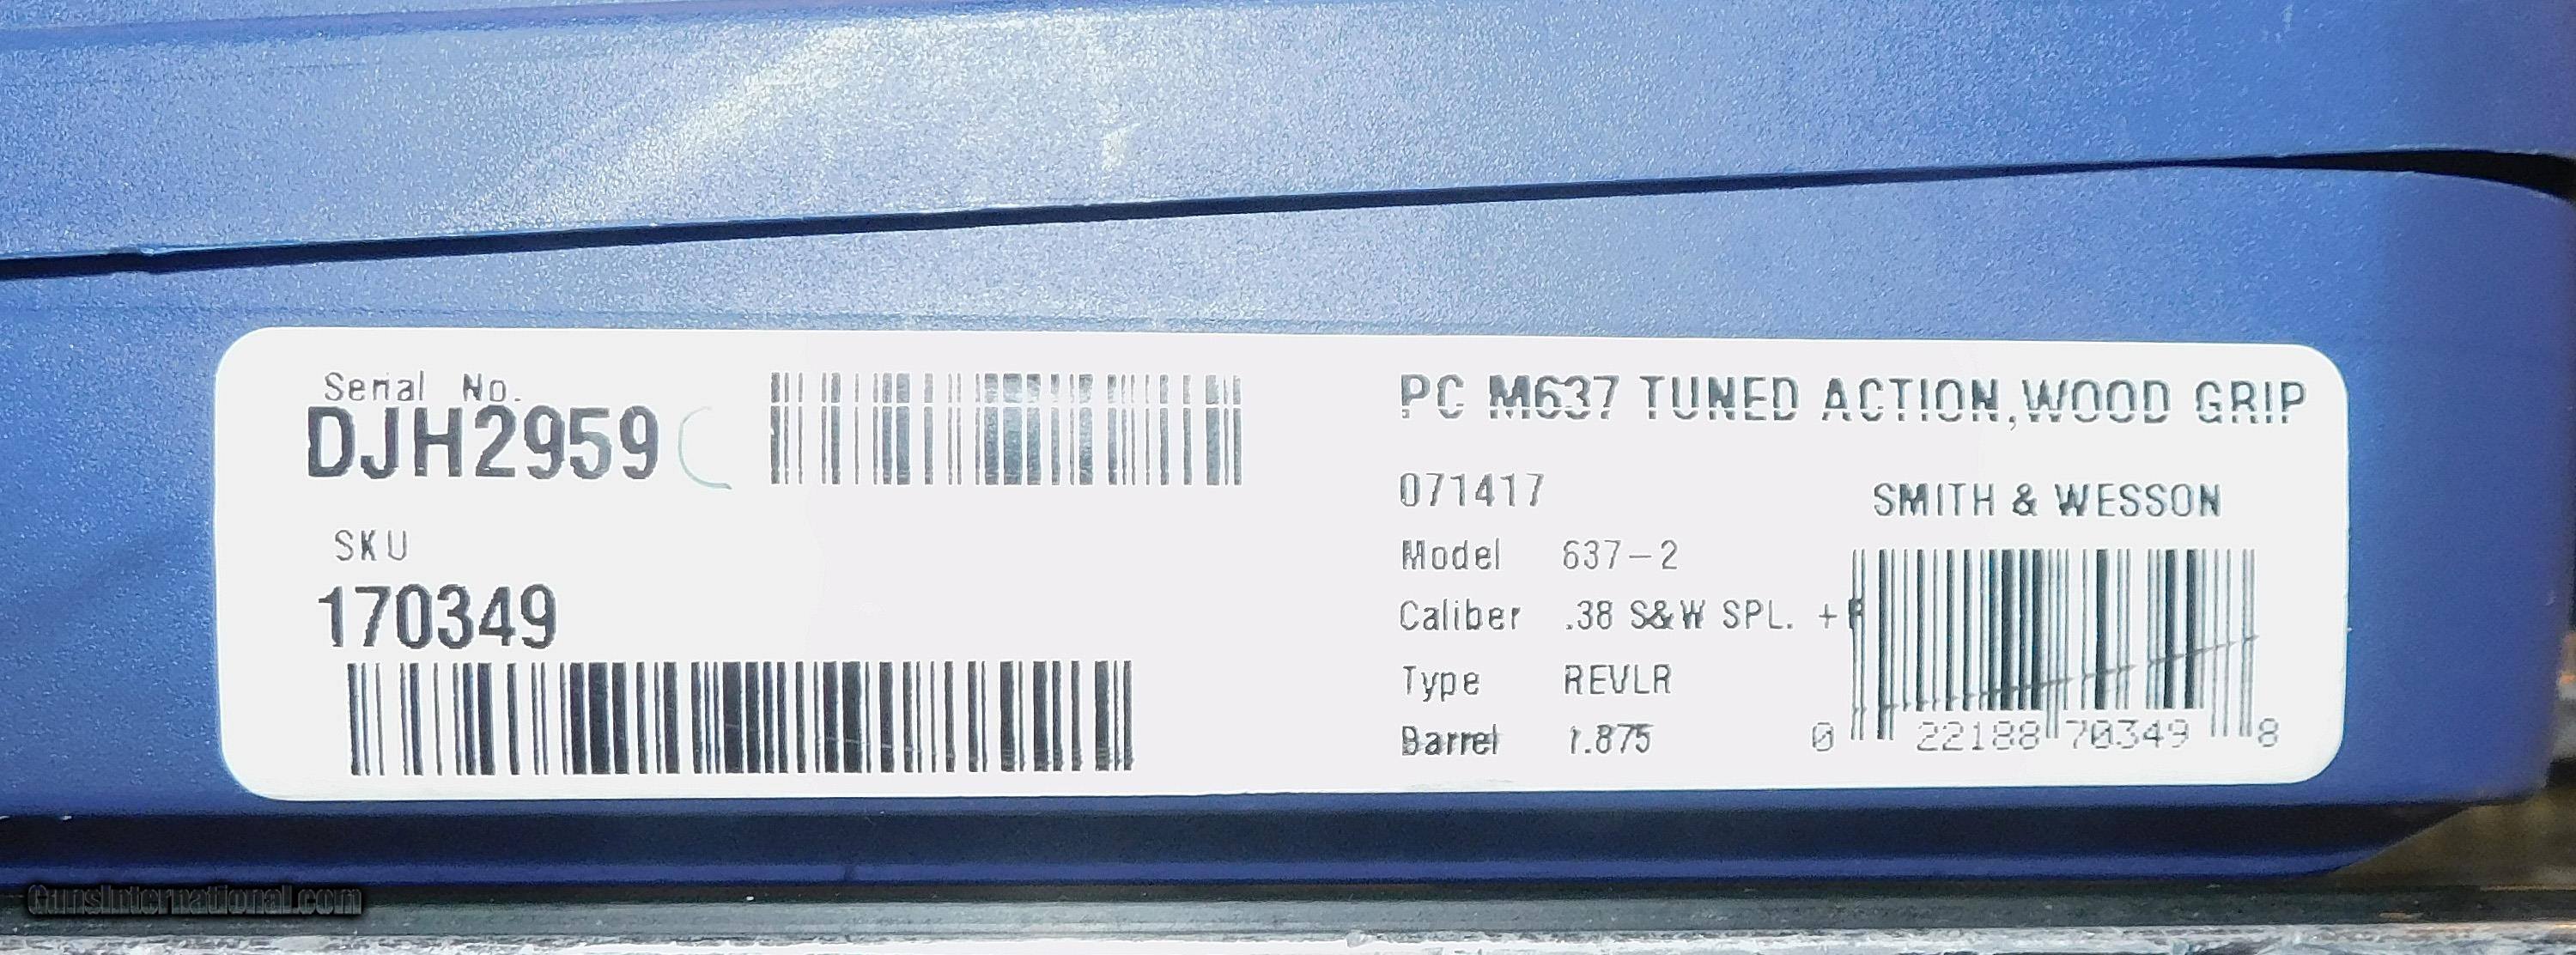 Serial No.
DJH2959
SKU
170349
PC M637 TUNED ACTION,WOOD GRIP
071417
SMITH & WESSON
Model 637-2
Caliber .38 S&W SPL. +P
Type REVLR
Barrel 1.875
0 22188 70349 8
GunsInternational.com